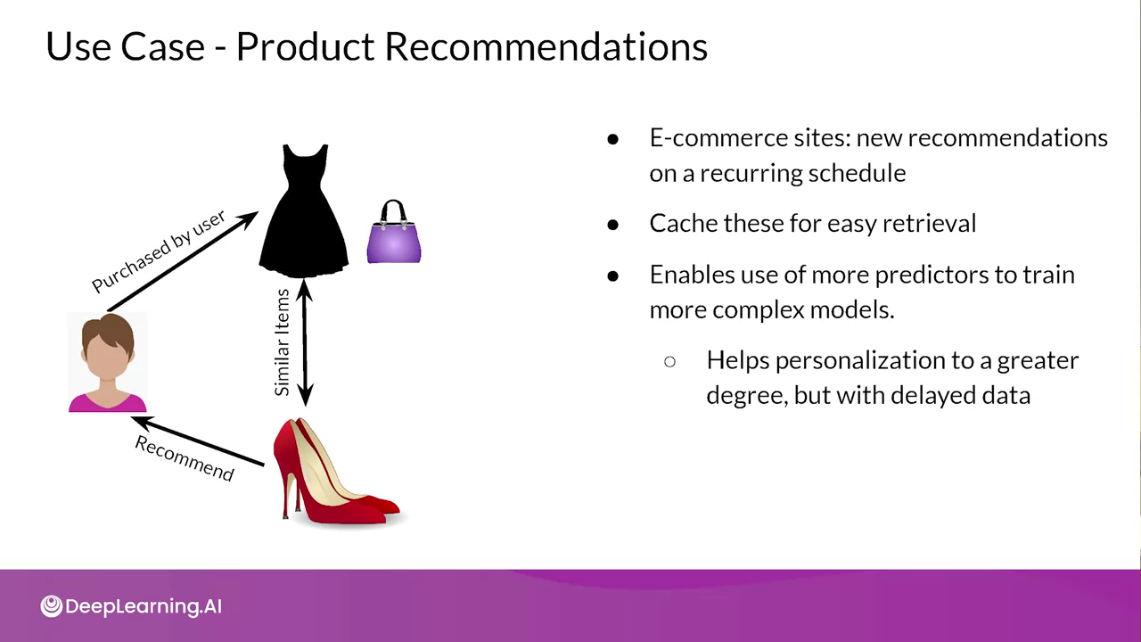 Use Case - Product Recommendations
Purchased by user
Similar Items
Recommend
● E-commerce sites: new recommendations
on a recurring schedule
● Cache these for easy retrieval
● Enables use of more predictors to train
more complex models.
○ Helps personalization to a greater
degree, but with delayed data
DeepLearning.AI